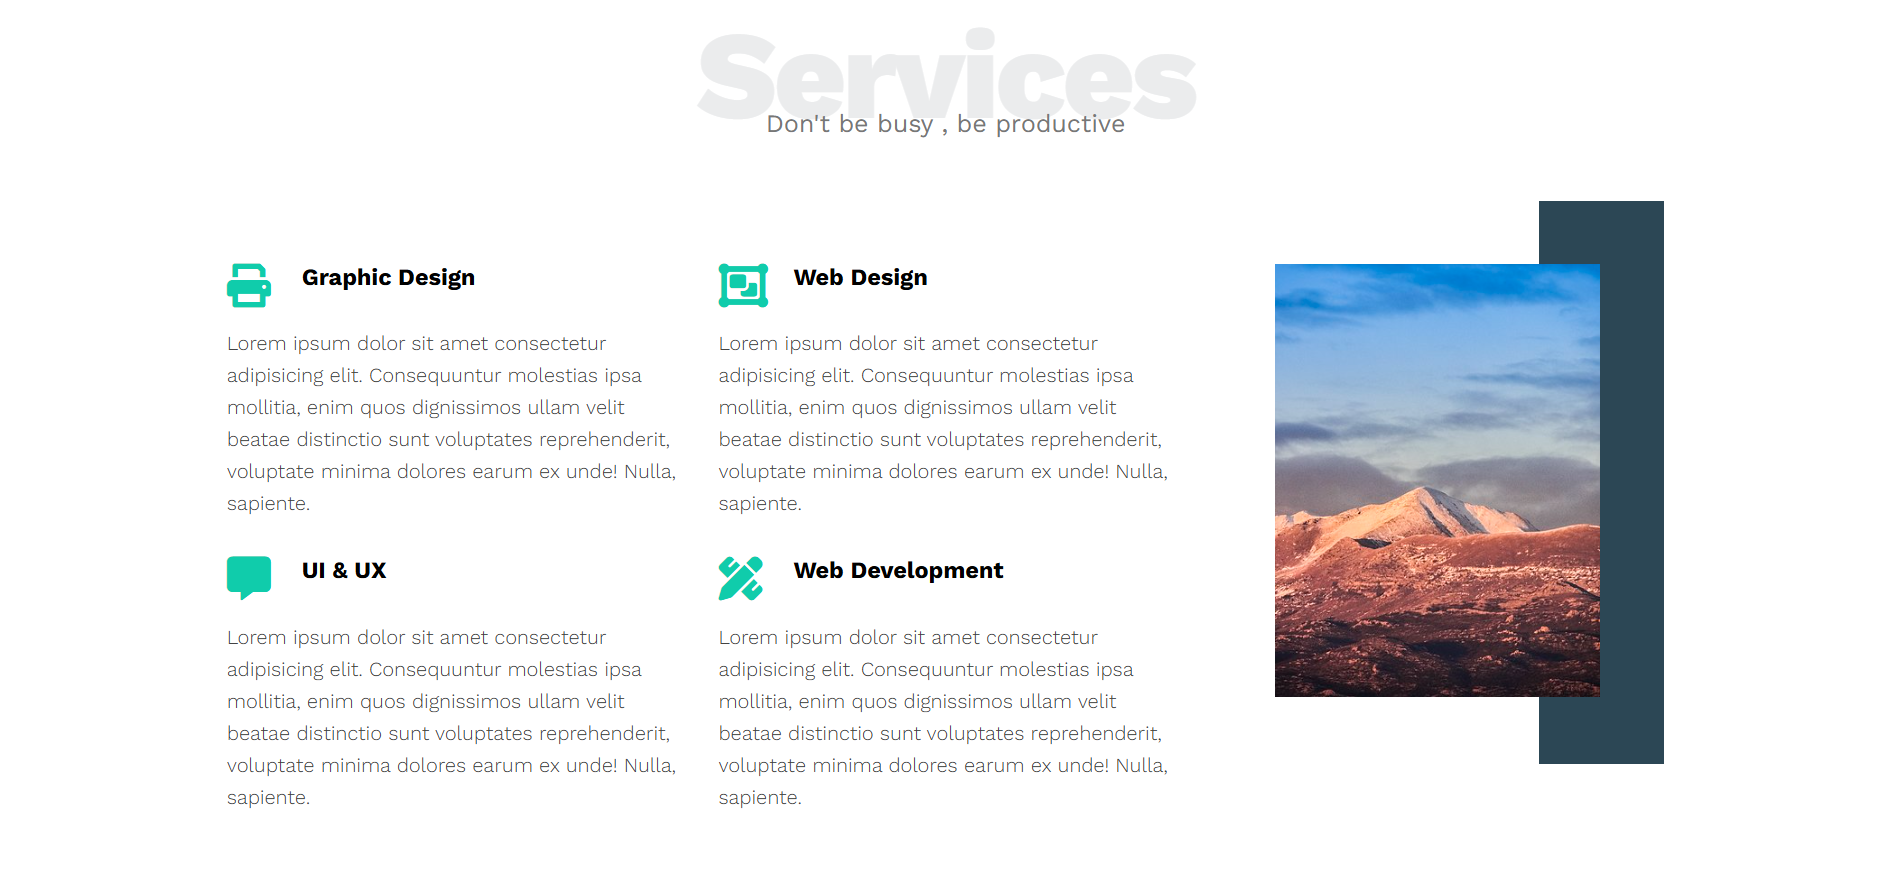 Services
Don't be busy , be productive
Graphic Design
Lorem ipsum dolor sit amet consectetur
adipisicing elit. Consequuntur molestias ipsa
mollitia, enim quos dignissimos ullam velit
beatae distinctio sunt voluptates reprehenderit,
voluptate minima dolores earum ex unde! Nulla,
sapiente.
Web Design
Lorem ipsum dolor sit amet consectetur
adipisicing elit. Consequuntur molestias ipsa
mollitia, enim quos dignissimos ullam velit
beatae distinctio sunt voluptates reprehenderit,
voluptate minima dolores earum ex unde! Nulla,
sapiente.
UI & UX
Lorem ipsum dolor sit amet consectetur
adipisicing elit. Consequuntur molestias ipsa
mollitia, enim quos dignissimos ullam velit
beatae distinctio sunt voluptates reprehenderit,
voluptate minima dolores earum ex unde! Nulla,
sapiente.
Web Development
Lorem ipsum dolor sit amet consectetur
adipisicing elit. Consequuntur molestias ipsa
mollitia, enim quos dignissimos ullam velit
beatae distinctio sunt voluptates reprehenderit,
voluptate minima dolores earum ex unde! Nulla,
sapiente.